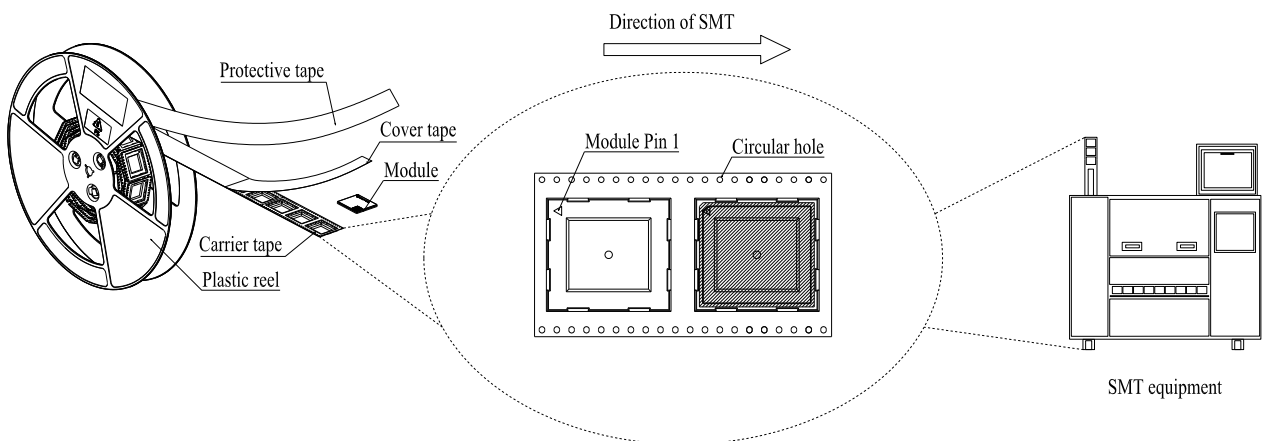 Direction of SMT
Protective tape
Cover tape
Module
Module Pin 1
Circular hole
Carrier tape
Plastic reel
SMT equipment